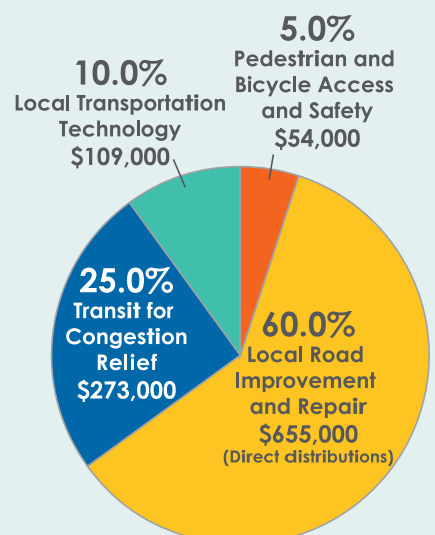 5.0%
Pedestrian and
Bicycle Access
and Safety
$54,000
10.0%
Local Transportation
Technology
$109,000
25.0%
Transit for
Congestion
Relief
$273,000
60.0%
Local Road
Improvement
and Repair
$655,000
(Direct distributions)